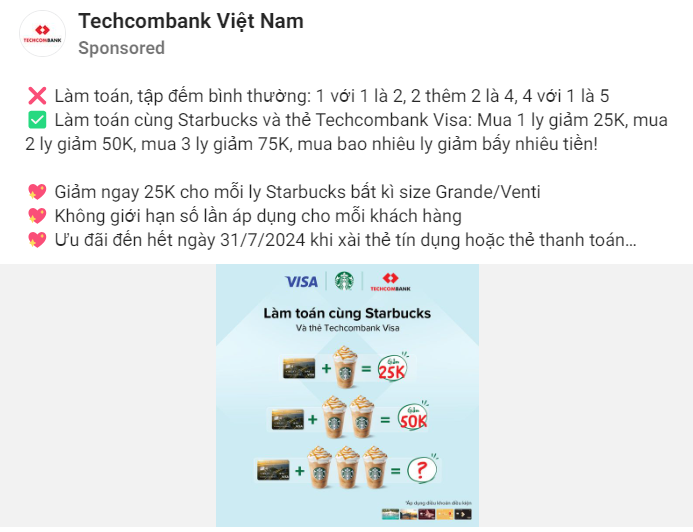 Techcombank Việt Nam
Sponsored
TECHCOMBANK
❌ Làm toán, tập đếm bình thường: 1 với 1 là 2, 2 thêm 2 là 4, 4 với 1 là 5
✅ Làm toán cùng Starbucks và thẻ Techcombank Visa: Mua 1 ly giảm 25K, mua
2 ly giảm 50K, mua 3 ly giảm 75K, mua bao nhiêu ly giảm bấy nhiêu tiền!
💖 Giảm ngay 25K cho mỗi ly Starbucks bất kì size Grande/Venti
💖 Không giới hạn số lần áp dụng cho mỗi khách hàng
💖 Ưu đãi đến hết ngày 31/7/2024 khi xài thẻ tín dụng hoặc thẻ thanh toán...
VISA
TECHCOMBANK
Làm toán cùng Starbucks
Và thẻ Techcombank Visa
+ = Giảm 25K
+ = Giảm 50K
+ = ?
*Áp dụng điều khoản điều kiện